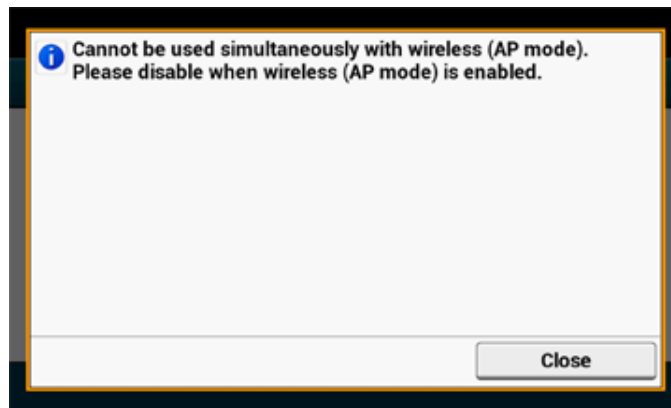 Cannot be used simultaneously with wireless (AP mode).
Please disable when wireless (AP mode) is enabled.
Close